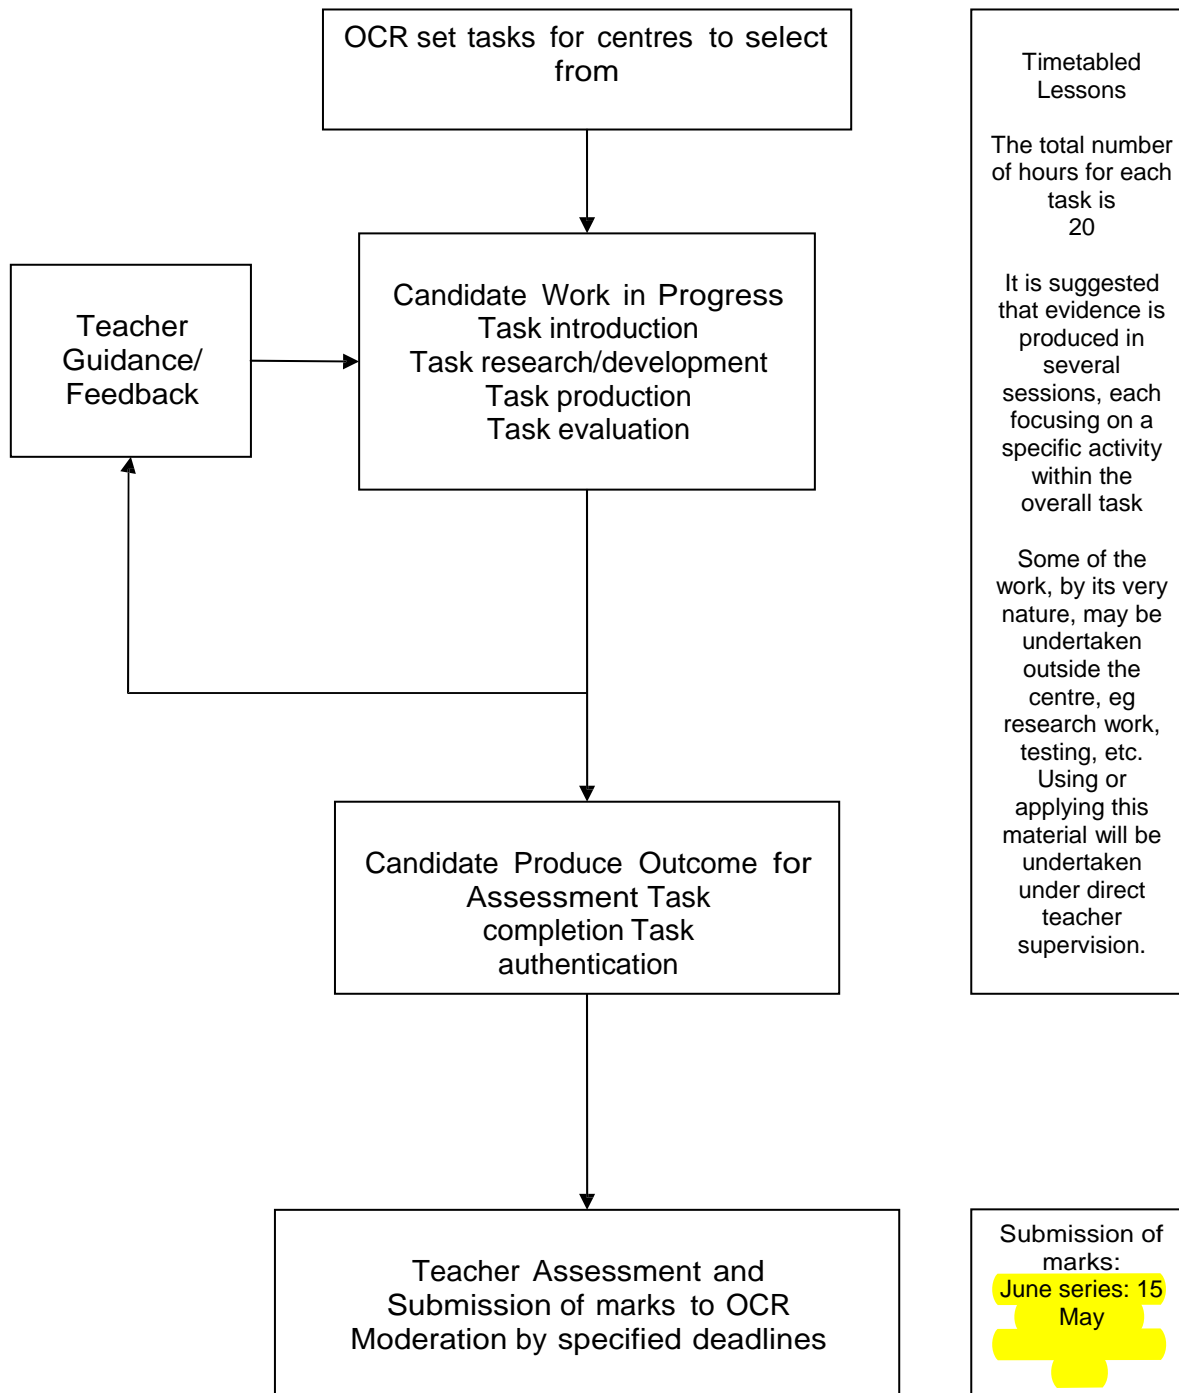 OCR set tasks for centres to select
from
Timetabled
Lessons
The total number
of hours for each
task is
20
It is suggested
that evidence is
produced in
several
sessions, each
focusing on a
specific activity
within the
overall task
Some of the
work, by its very
nature, may be
undertaken
outside the
centre, eg
research work,
testing, etc.
Using or
applying this
material will be
undertaken
under direct
teacher
supervision.
Teacher
Guidance/
Feedback
Candidate Work in Progress
Task introduction
Task research/development
Task production
Task evaluation
Candidate Produce Outcome for
Assessment Task
completion Task
authentication
Teacher Assessment and
Submission of marks to OCR
Moderation by specified deadlines
Submission of
marks:
June series: 15
May